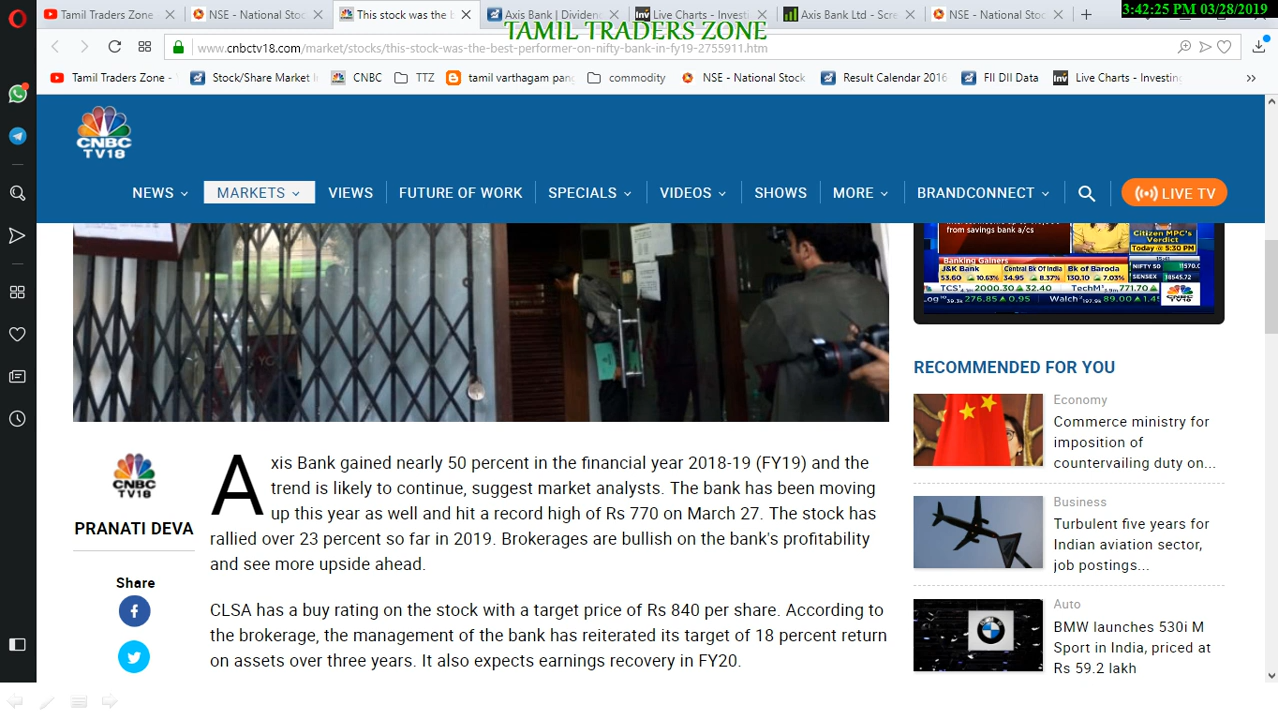 Tamil Traders Zone
NSE - National Stoc
This stock was the b
Axis Bank | Dividen
Live Charts - Investi
Axis Bank Ltd - Scre
NSE - National Stoc
3:42:25 PM 03/28/2019
TAMIL TRADERS ZONE
www.cnbctv18.com/market/stocks/this-stock-was-the-best-performer-on-nifty-bank-in-fy19-2755911.htm
Tamil Traders Zone -
Stock/Share Market I
CNBC
TTZ
tamil varthagam pang
commodity
NSE - National Stock
Result Calendar 2016
FII DII Data
Live Charts - Investing
CNBC
TV18
NEWS
MARKETS
VIEWS
FUTURE OF WORK
SPECIALS
VIDEOS
SHOWS
MORE
BRANDCONNECT
LIVE TV
from savings bank a/cs
Citizen MPC's
Verdict
Today @ 5:30 PM
Banking Gainers
J&K Bank
53.60 10.63%
Central Bk Of India
34.95 8.37%
Bk of Baroda
130.10 7.03%
NIFTY 50
SENSEX
TCS 2000.30 32.40
TechM 771.70
276.85 0.95
89.00
CNBC
RECOMMENDED FOR YOU
Economy
Commerce ministry for
imposition of
countervailing duty on...
Business
Turbulent five years for
Indian aviation sector,
job postings...
Auto
BMW launches 530i M
Sport in India, priced at
Rs 59.2 lakh
CNBC
TV18
PRANATI DEVA
Share
Axis Bank gained nearly 50 percent in the financial year 2018-19 (FY19) and the
trend is likely to continue, suggest market analysts. The bank has been moving
up this year as well and hit a record high of Rs 770 on March 27. The stock has
rallied over 23 percent so far in 2019. Brokerages are bullish on the bank's profitability
and see more upside ahead.
CLSA has a buy rating on the stock with a target price of Rs 840 per share. According to
the brokerage, the management of the bank has reiterated its target of 18 percent return
on assets over three years. It also expects earnings recovery in FY20.